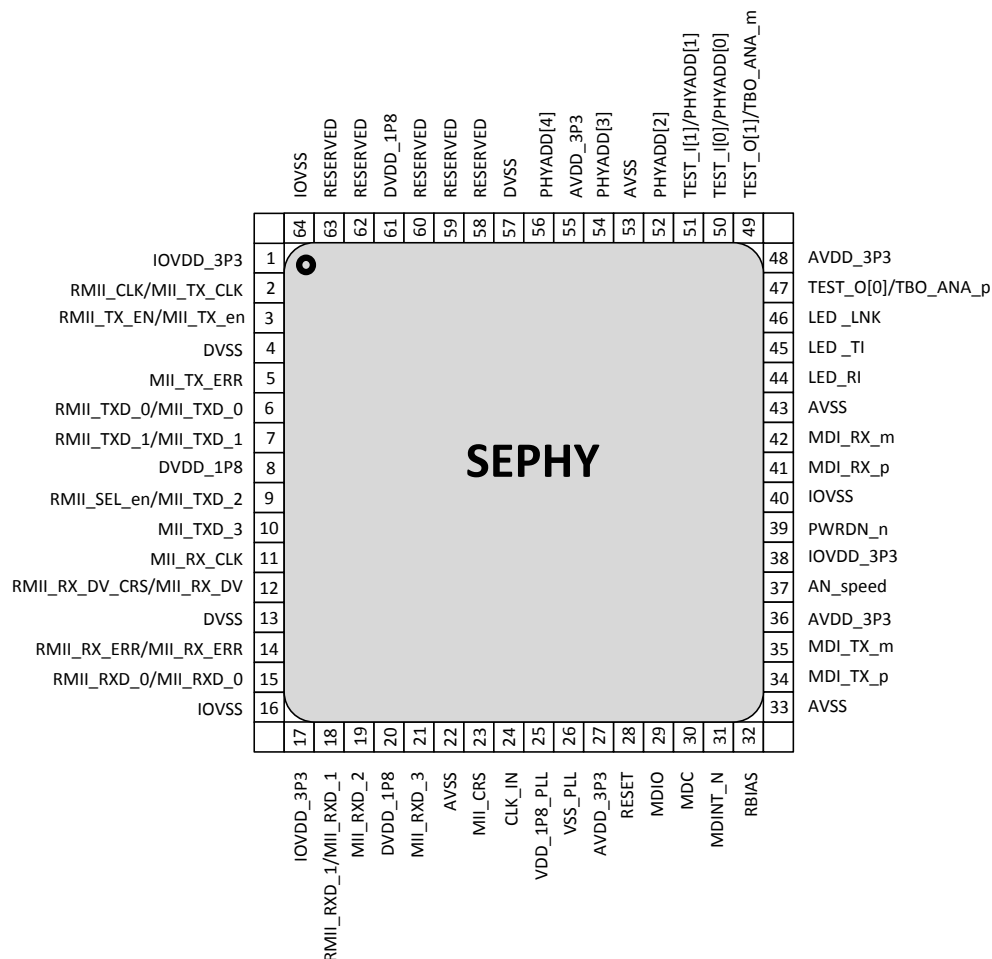 IOVSS
RESERVED
RESERVED
DVDD_1P8
RESERVED
RESERVED
RESERVED
DVSS
PHYADD[4]
AVDD_3P3
PHYADD[3]
AVSS
PHYADD[2]
TEST_I[1]/PHYADD[1]
TEST_I[0]/PHYADD[0]
TEST_O[1]/TBO_ANA_m
64 63 62 61 60 59 58 57 56 55 54 53 52 51 50 49
IOVDD_3P3 1
RMII_CLK/MII_TX_CLK 2
RMII_TX_EN/MII_TX_en 3
DVSS 4
MII_TX_ERR 5
RMII_TXD_0/MII_TXD_0 6
RMII_TXD_1/MII_TXD_1 7
DVDD_1P8 8
RMII_SEL_en/MII_TXD_2 9
MII_TXD_3 10
MII_RX_CLK 11
RMII_RX_DV_CRS/MII_RX_DV 12
DVSS 13
RMII_RX_ERR/MII_RX_ERR 14
RMII_RXD_0/MII_RXD_0 15
IOVSS 16
SEPHY
48 AVDD_3P3
47 TEST_O[0]/TBO_ANA_p
46 LED _LNK
45 LED _TI
44 LED_RI
43 AVSS
42 MDI_RX_m
41 MDI_RX_p
40 IOVSS
39 PWRDN_n
38 IOVDD_3P3
37 AN_speed
36 AVDD_3P3
35 MDI_TX_m
34 MDI_TX_p
33 AVSS
17 18 19 20 21 22 23 24 25 26 27 28 29 30 31 32
IOVDD_3P3
RMII_RXD_1/MII_RXD_1
MII_RXD_2
DVDD_1P8
MII_RXD_3
AVSS
MII_CRS
CLK_IN
VDD_1P8_PLL
VSS_PLL
AVDD_3P3
RESET
MDIO
MDC
MDINT_N
RBIAS